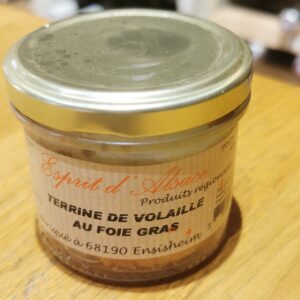 Esprit d'Alsace
Produits régionaux
TERRINE DE VOLAILLE
AU FOIE GRAS
à 68190 Ensisheim